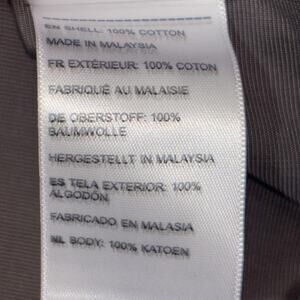 EN SHELL: 100% COTTON
MADE IN MALAYSIA
FR EXTÉRIEUR: 100% COTON
FABRIQUÉ AU MALAISIE
DE OBERSTOFF: 100%
BAUMWOLLE
HERGESTELLT IN MALAYSIA
ES TELA EXTERIOR: 100%
ALGODÓN
FABRICADO EN MALASIA
NL BODY: 100% KATOEN